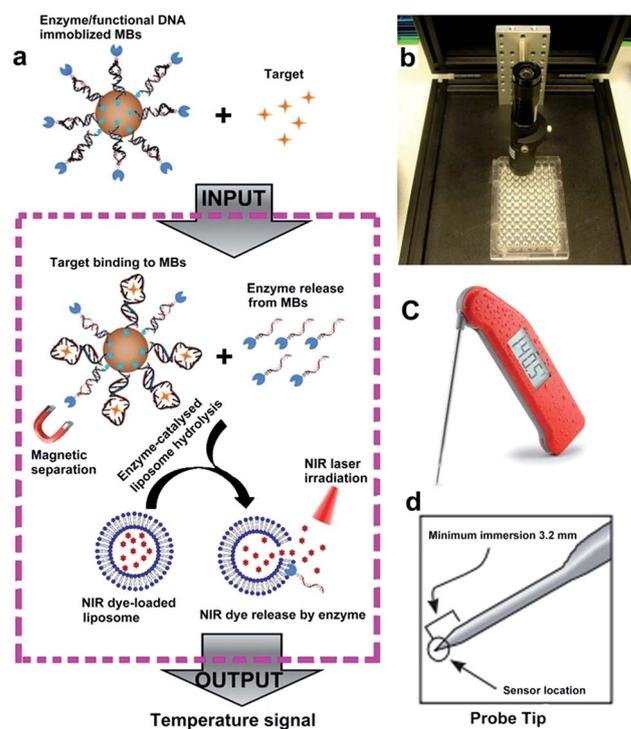 Enzyme/functional DNA
immoblized MBs
a
Target
+
INPUT
Target binding to MBs
Enzyme release
from MBs
+
Magnetic
separation
Enzyme-catalysed
liposome hydrolysis
NIR laser
irradiation
NIR dye-loaded
liposome
NIR dye release by enzyme
OUTPUT
Temperature signal
b
c
140.5
d
Minimum immersion 3.2 mm
Sensor location
Probe Tip